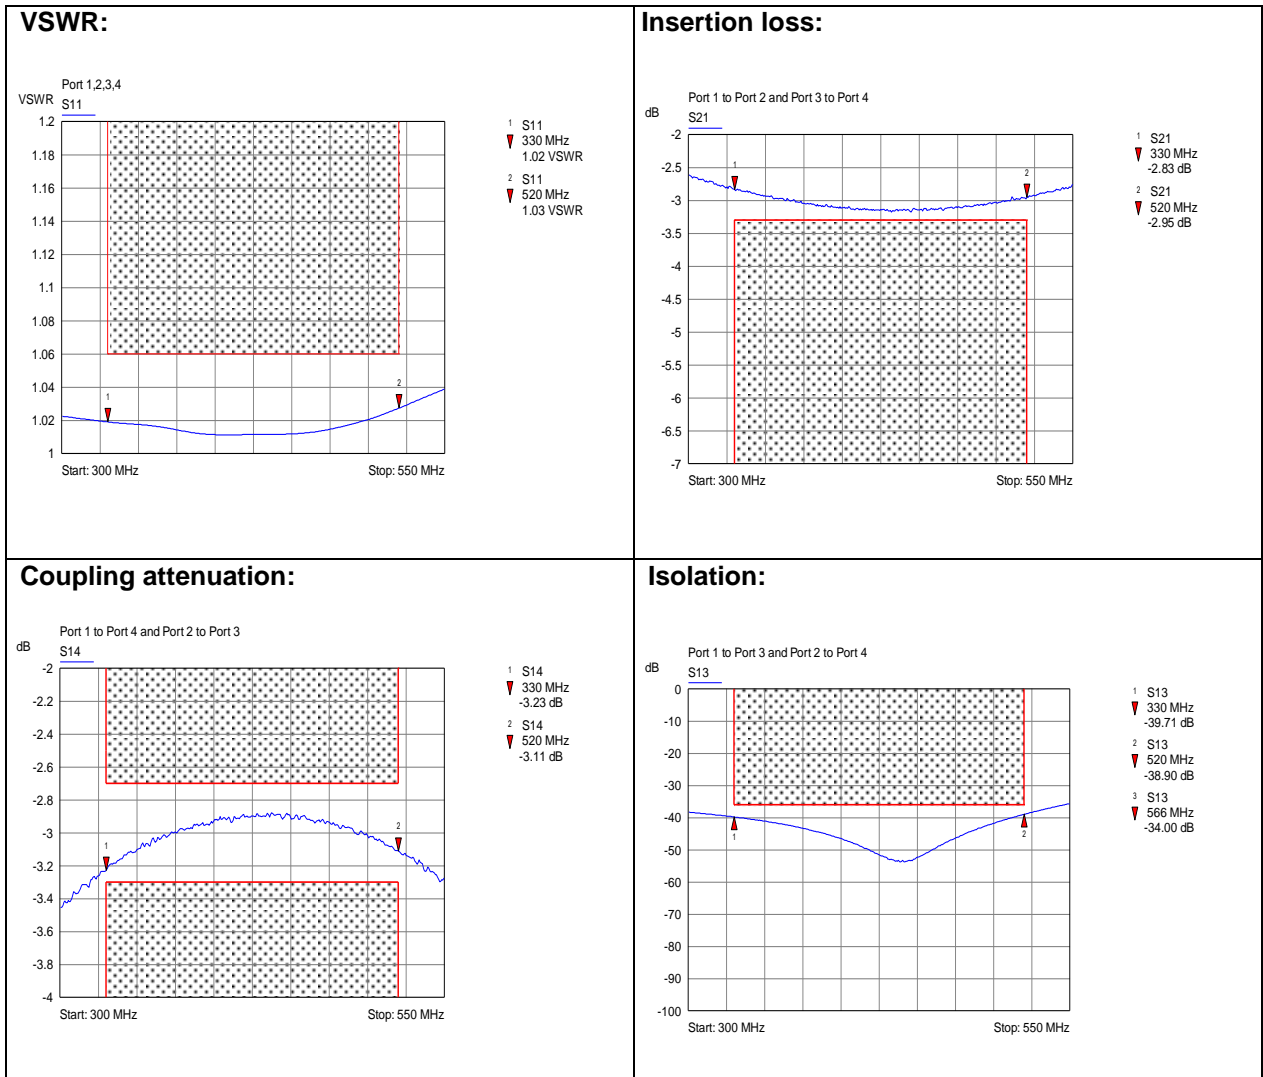 VSWR:
Port 1,2,3,4
VSWR
S11
1.2
1.18
1.16
1.14
1.12
1.1
1.08
1.06
1.04
1.02
1
1
2
Start: 300 MHz
Stop: 550 MHz
1 S11
330 MHz
1.02 VSWR
2 S11
520 MHz
1.03 VSWR
Insertion loss:
Port 1 to Port 2 and Port 3 to Port 4
dB
S21
-2
-2.5
-3
-3.5
-4
-4.5
-5
-5.5
-6
-6.5
-7
1
2
Start: 300 MHz
Stop: 550 MHz
1 S21
330 MHz
-2.83 dB
2 S21
520 MHz
-2.95 dB
Coupling attenuation:
Port 1 to Port 4 and Port 2 to Port 3
dB
S14
-2
-2.2
-2.4
-2.6
-2.8
-3
-3.2
-3.4
-3.6
-3.8
-4
1
2
Start: 300 MHz
Stop: 550 MHz
1 S14
330 MHz
-3.23 dB
2 S14
520 MHz
-3.11 dB
Isolation:
Port 1 to Port 3 and Port 2 to Port 4
dB
S13
0
-10
-20
-30
-40
-50
-60
-70
-80
-90
-100
1
2
Start: 300 MHz
Stop: 550 MHz
1 S13
330 MHz
-39.71 dB
2 S13
520 MHz
-38.90 dB
3 S13
566 MHz
-34.00 dB